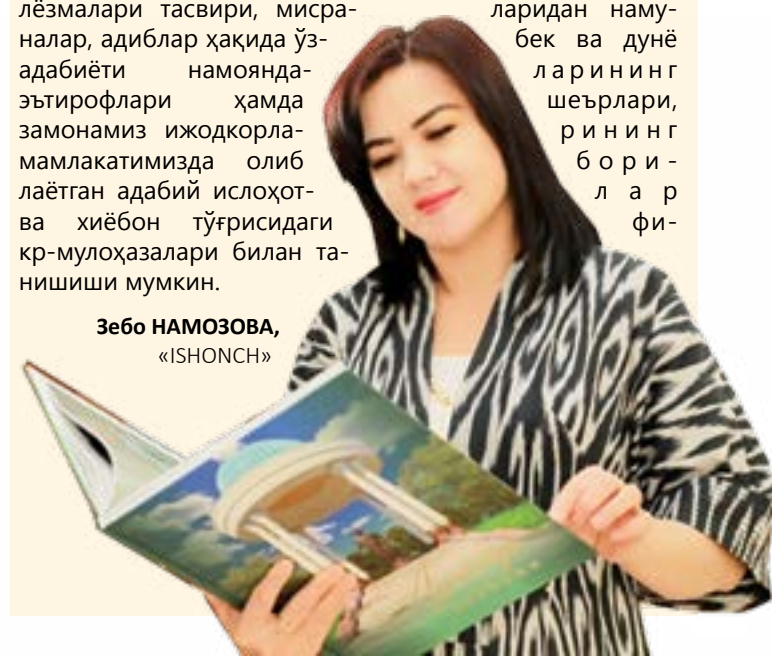 лёзмалари тасвири, мисра- ларидан наму-
налар, адиблар ҳақида ўз- бек ва дунё
адабиёти намоянда- ларининг
эътирофлари ҳамда шеърлари,
замонамиз ижодкорла- рининг
мамлакатимизда олиб бори-
лаётган адабий ислоҳот- лар
ва хиёбон тўғрисидаги фи-
кр-мулоҳазалари билан та-
нишиши мумкин.
Зебо НАМОЗОВА,
«ISHONCH»